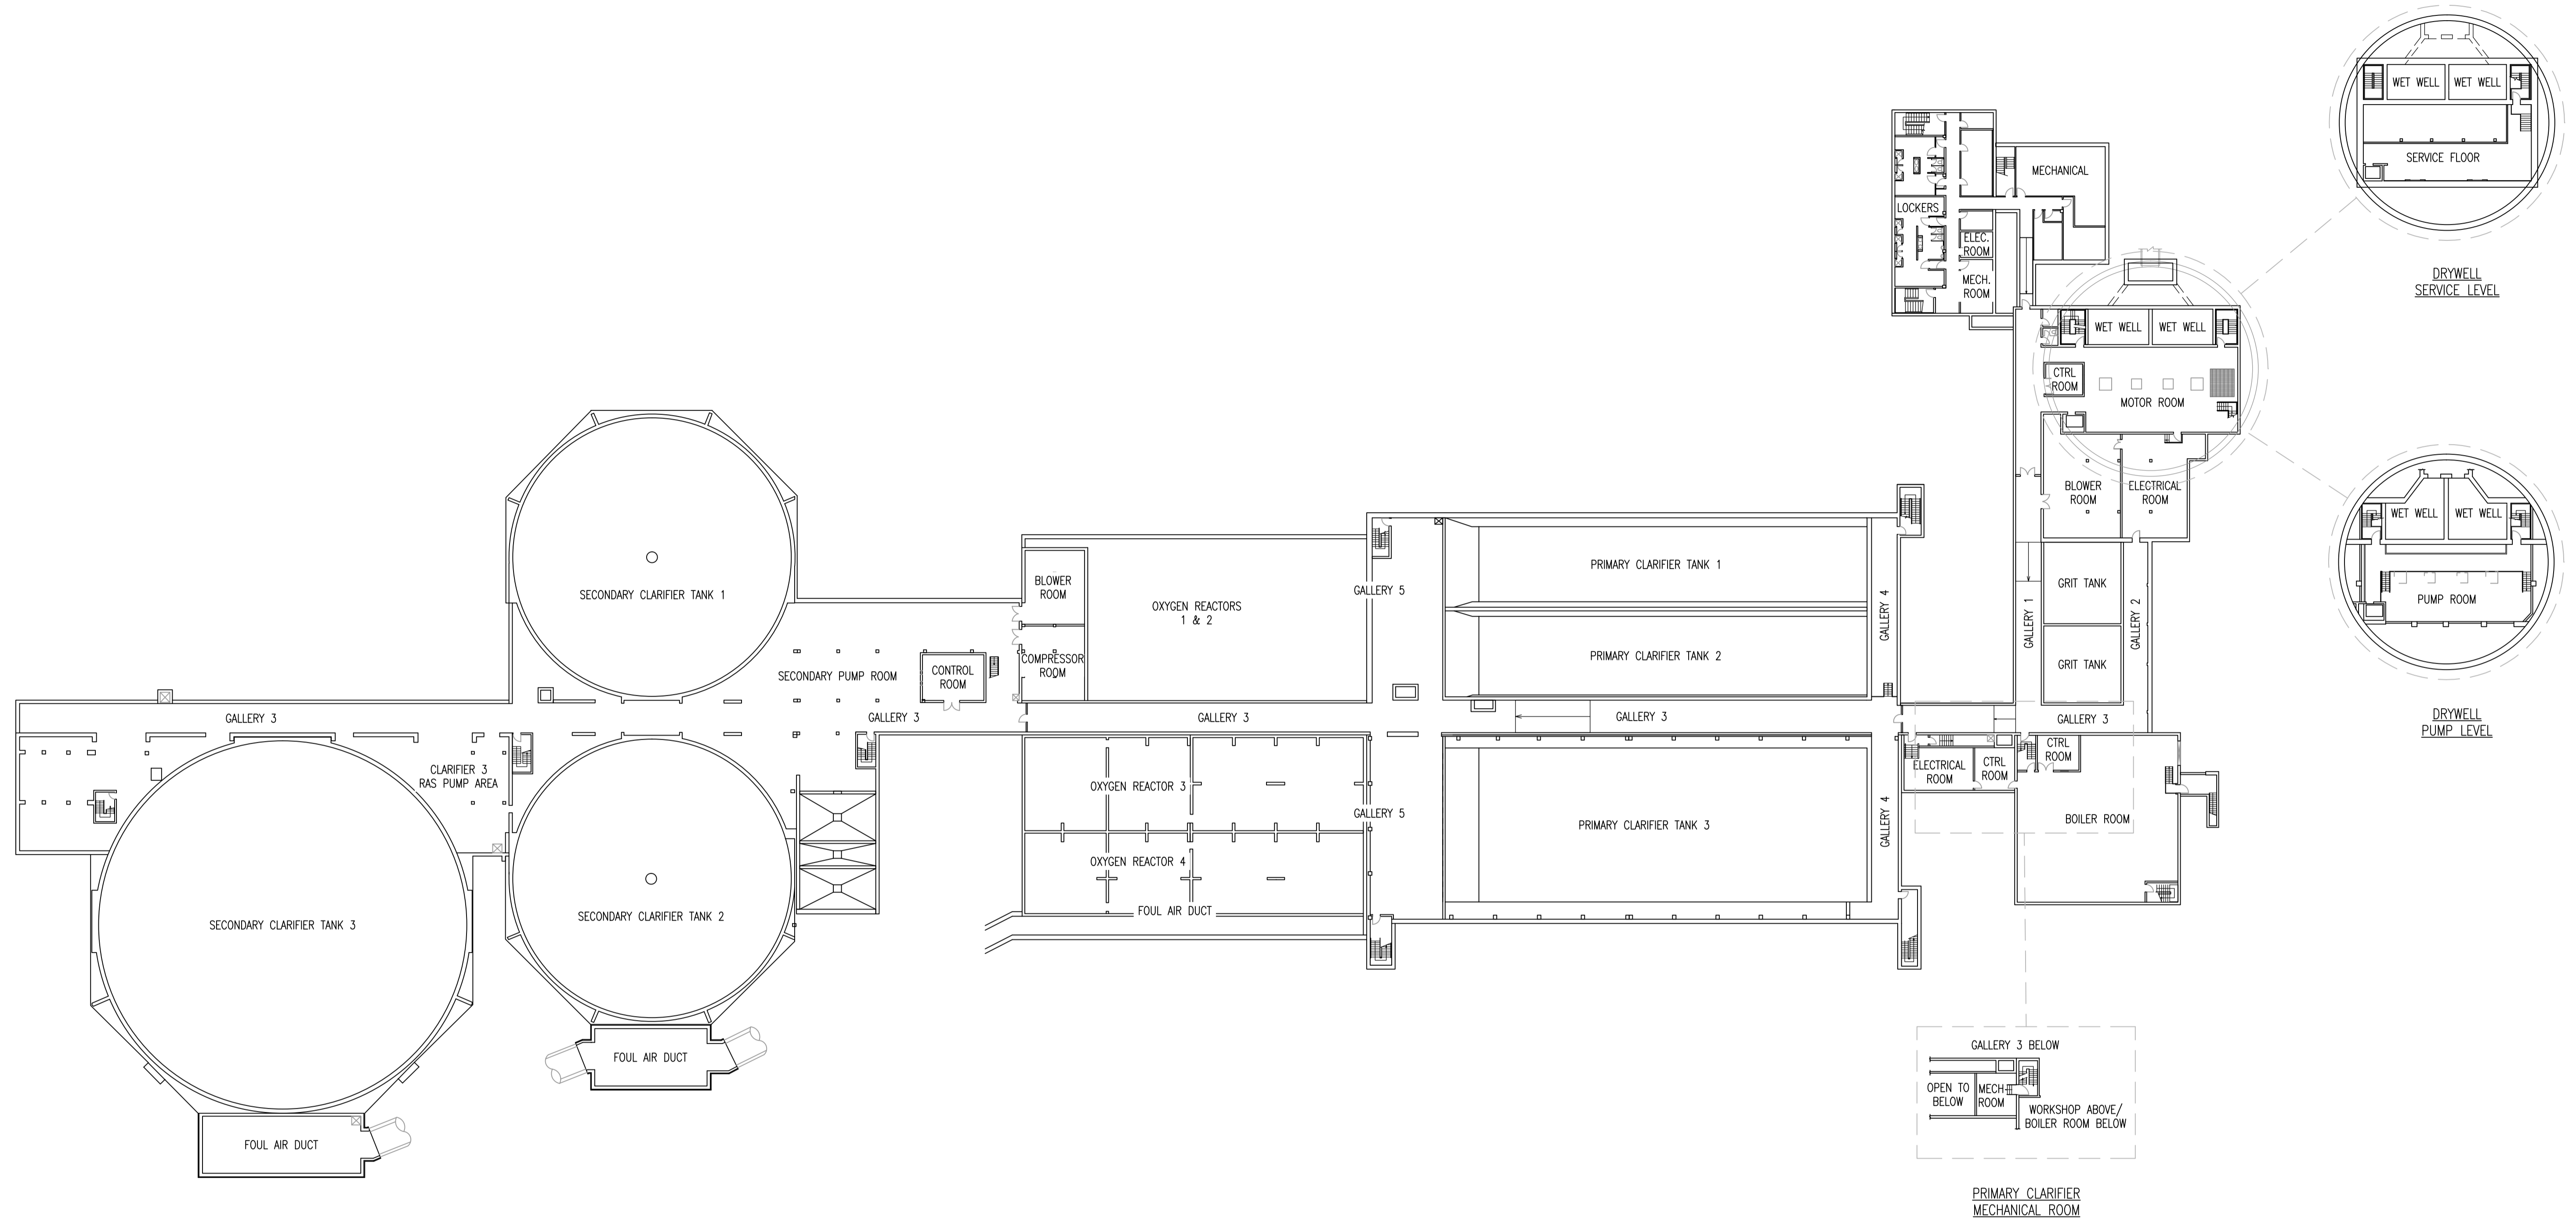 WET WELL
WET WELL
SERVICE FLOOR
DRYWELL
SERVICE LEVEL
MECHANICAL
LOCKERS
ELEC.
ROOM
MECH.
ROOM
WET WELL
WET WELL
CTRL
ROOM
MOTOR ROOM
BLOWER
ROOM
ELECTRICAL
ROOM
WET WELL
WET WELL
PUMP ROOM
DRYWELL
PUMP LEVEL
GRIT TANK
GRIT TANK
GALLERY 1
GALLERY 2
SECONDARY CLARIFIER TANK 1
BLOWER
ROOM
OXYGEN REACTORS
1 & 2
GALLERY 5
PRIMARY CLARIFIER TANK 1
PRIMARY CLARIFIER TANK 2
GALLERY 4
SECONDARY PUMP ROOM
CONTROL
ROOM
COMPRESSOR
ROOM
GALLERY 3
GALLERY 3
GALLERY 3
GALLERY 3
GALLERY 3
CLARIFIER 3
RAS PUMP AREA
OXYGEN REACTOR 3
GALLERY 5
PRIMARY CLARIFIER TANK 3
GALLERY 4
ELECTRICAL
ROOM
CTRL
ROOM
CTRL
ROOM
BOILER ROOM
OXYGEN REACTOR 4
FOUL AIR DUCT
SECONDARY CLARIFIER TANK 3
SECONDARY CLARIFIER TANK 2
FOUL AIR DUCT
FOUL AIR DUCT
GALLERY 3 BELOW
OPEN TO
BELOW
MECH
ROOM
WORKSHOP ABOVE/
BOILER ROOM BELOW
PRIMARY CLARIFIER
MECHANICAL ROOM